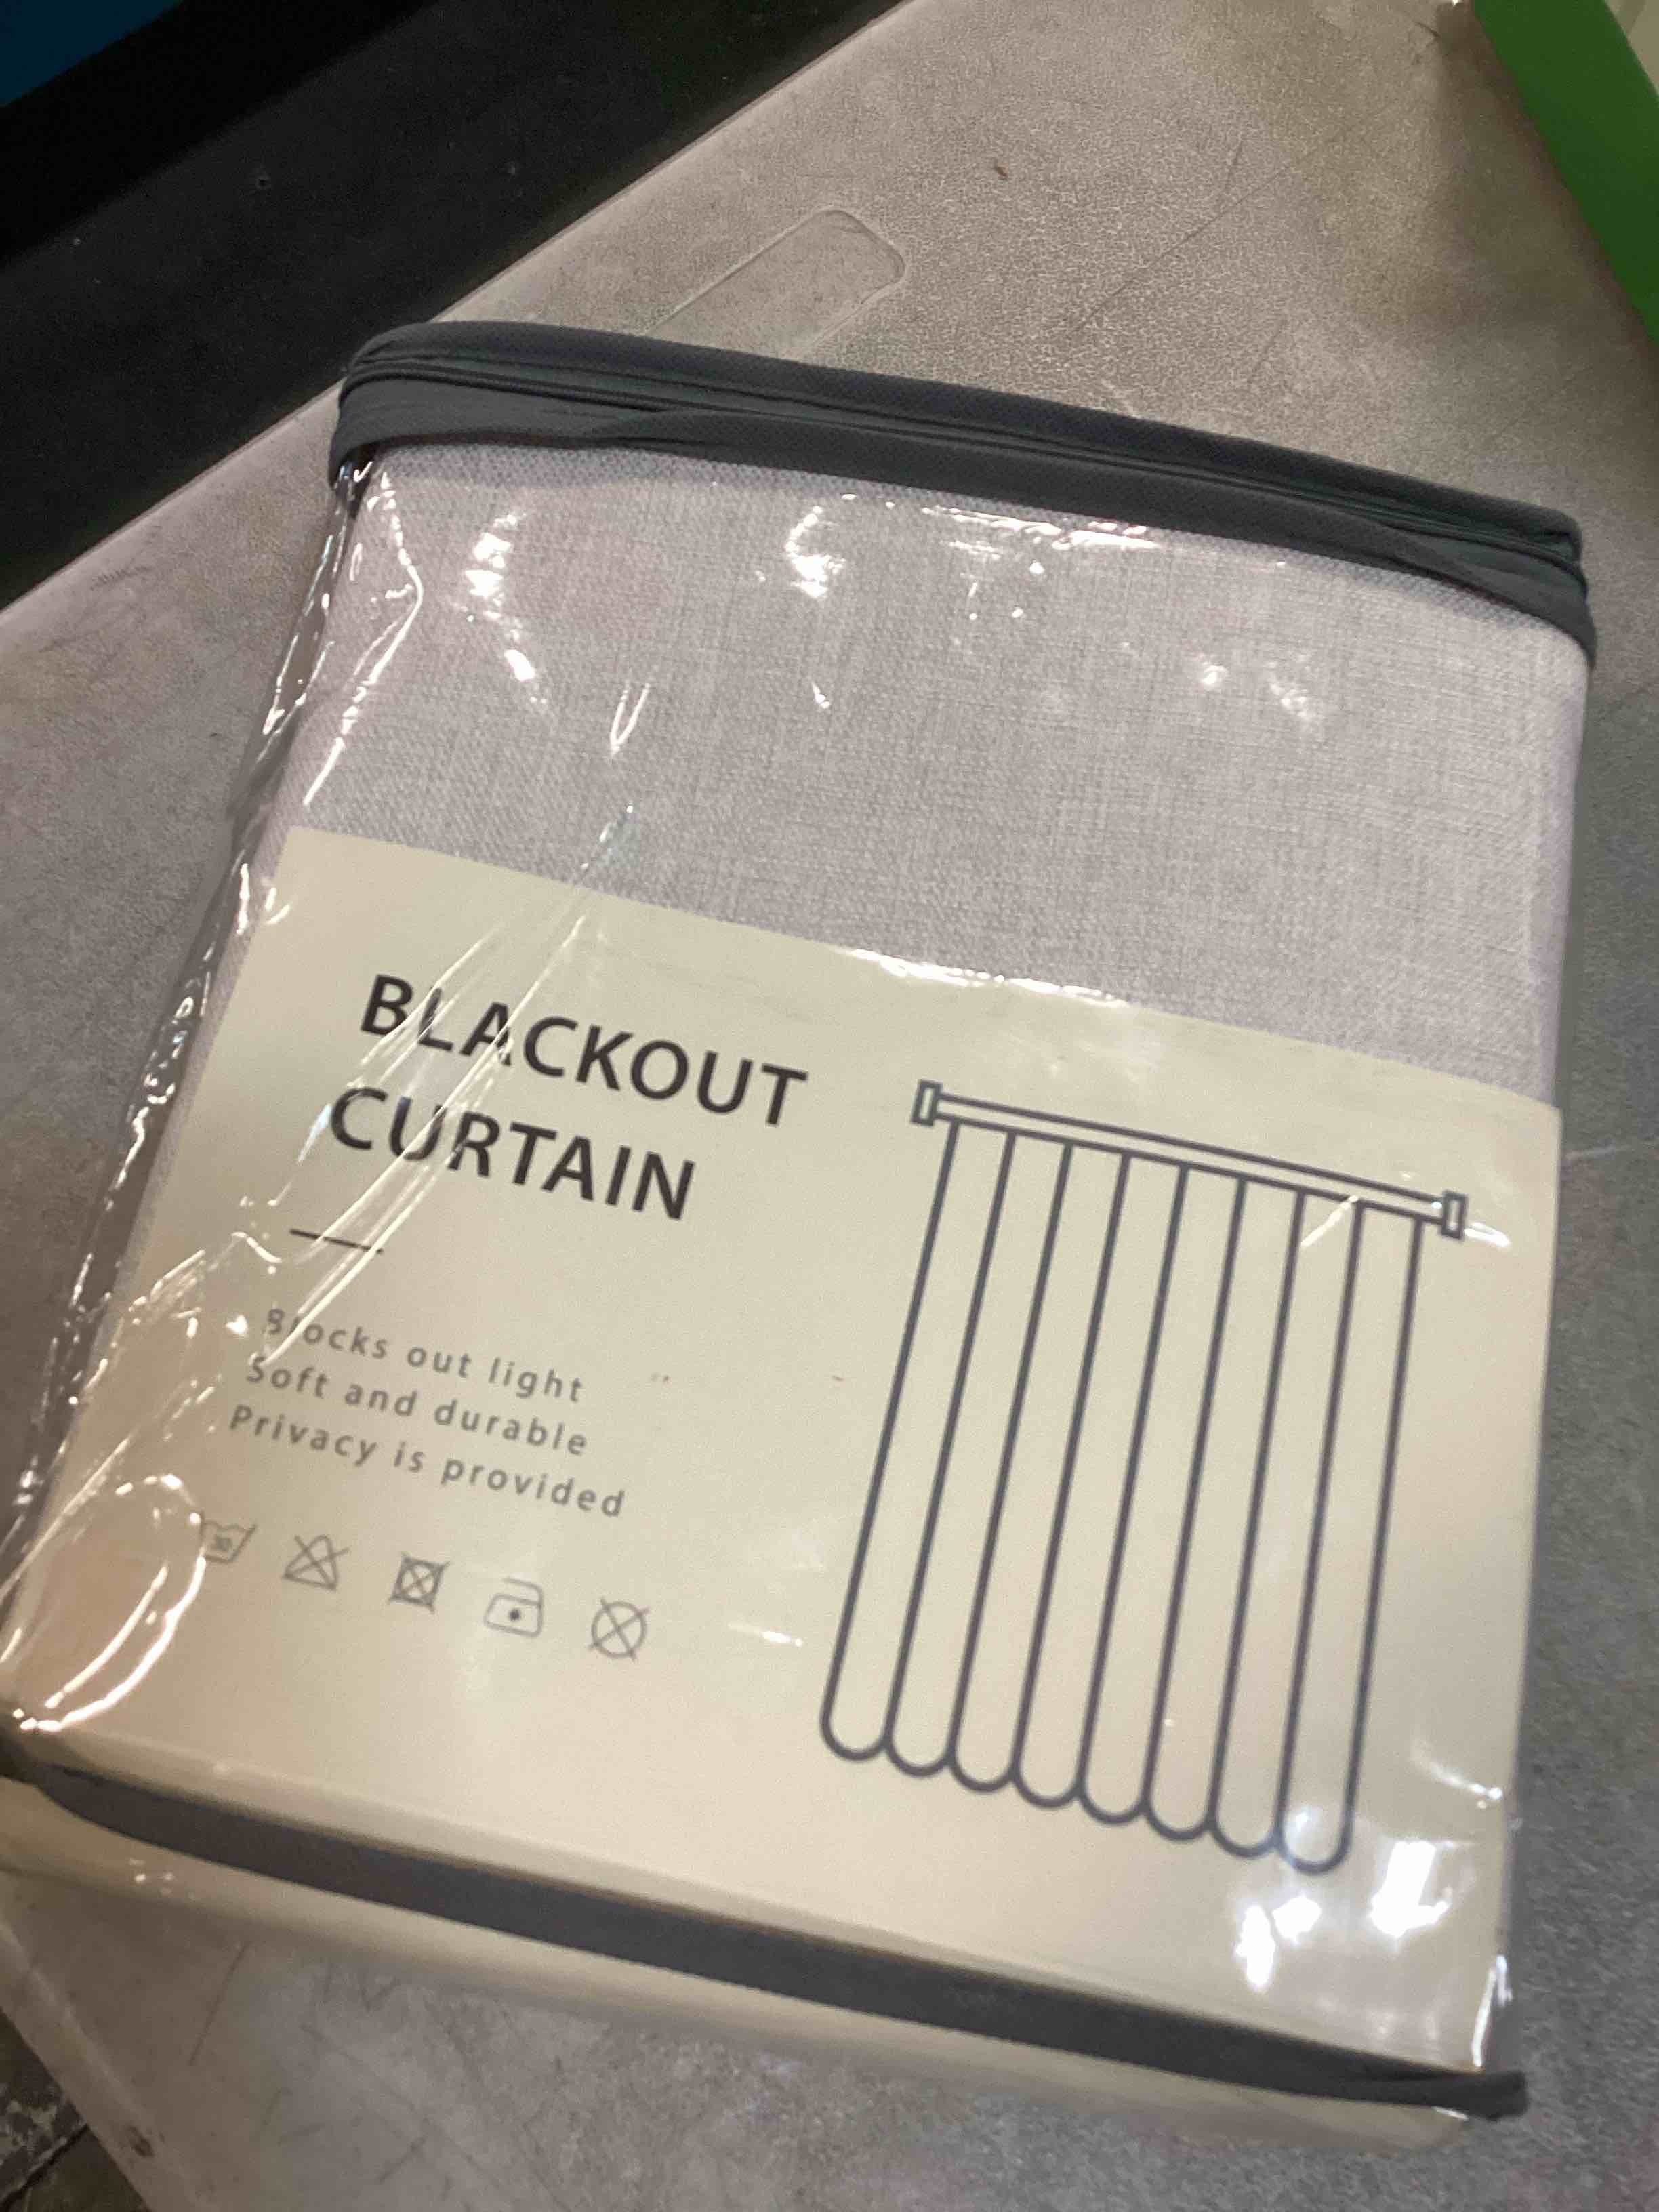 BLACKOUT
CURTAIN
Blocks out light
Soft and durable
Privacy is provided
30